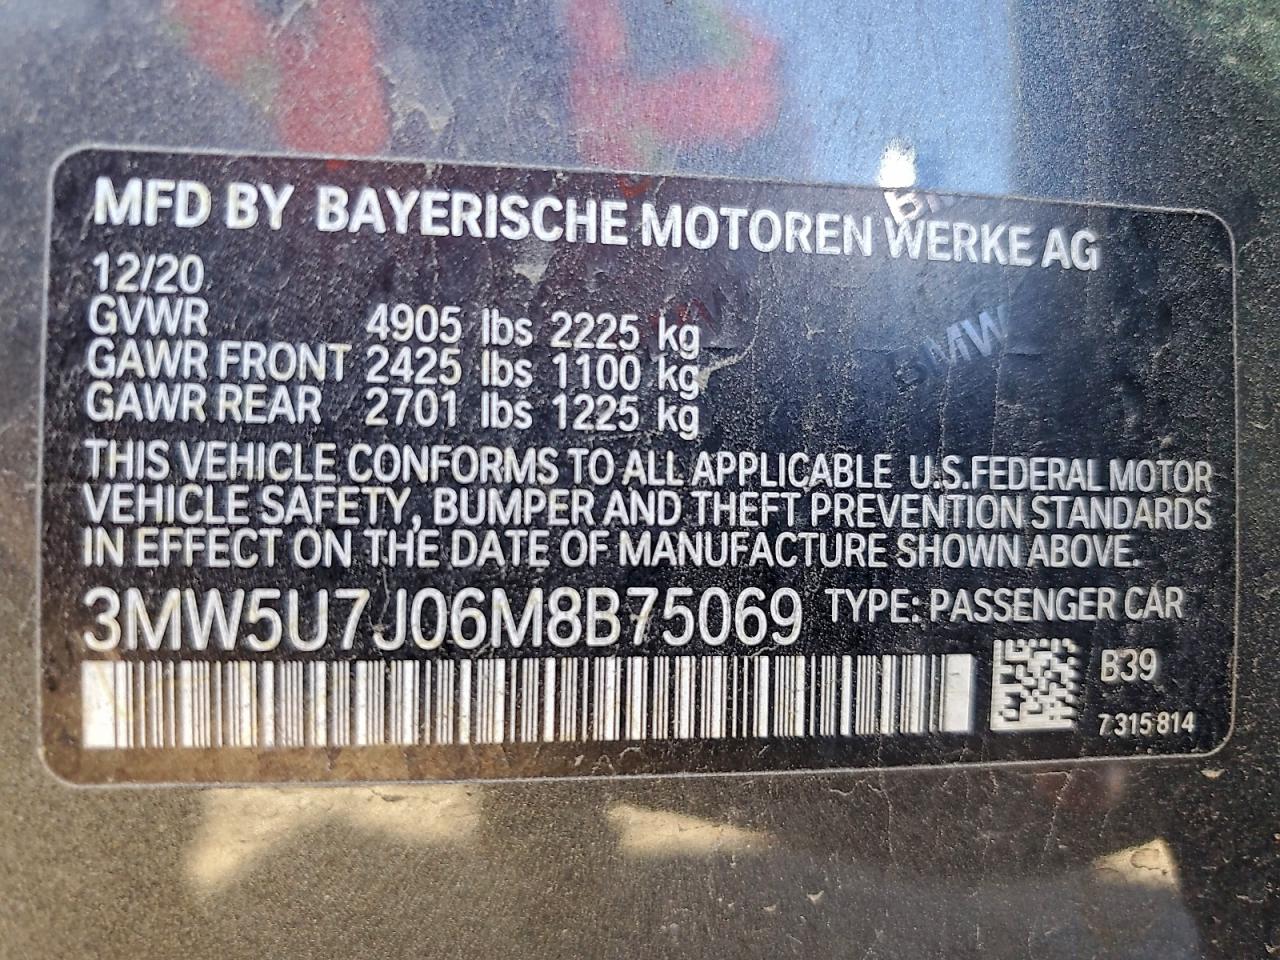 MFD BY BAYERISCHE MOTOREN WERKE AG
12/20
GVWR 4905 lbs 2225 kg
GAWR FRONT 2425 lbs 1100 kg
GAWR REAR 2701 lbs 1225 kg
THIS VEHICLE CONFORMS TO ALL APPLICABLE U.S.FEDERAL MOTOR
VEHICLE SAFETY, BUMPER AND THEFT PREVENTION STANDARDS
IN EFFECT ON THE DATE OF MANUFACTURE SHOWN ABOVE.
3MW5U7J06M8B75069 TYPE: PASSENGER CAR
B39
7.315 814
BMW